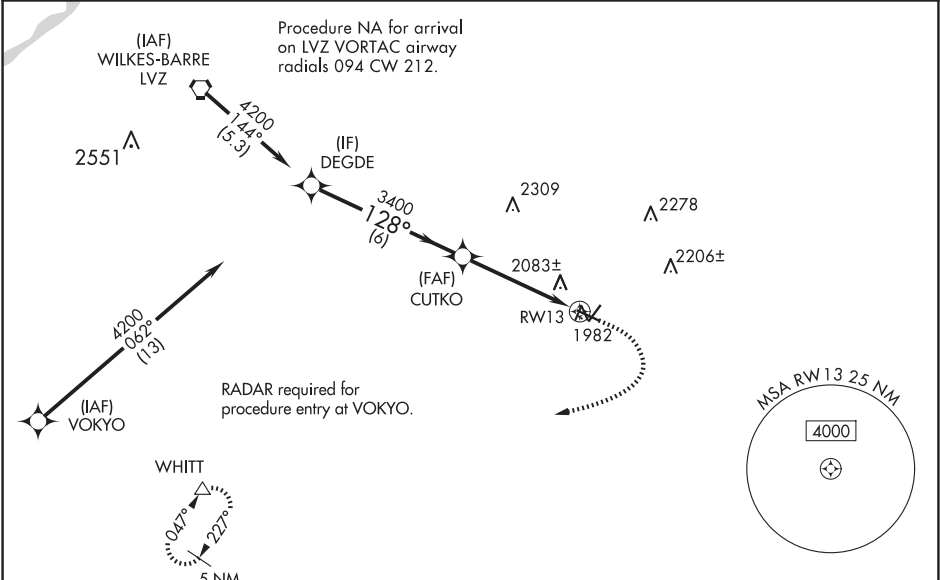 Procedure NA for arrival
on LVZ VORTAC airway
radials 094 CW 212.
(IAF)
WILKES-BARRE
LVZ
4200
144°
(5.3)
2551
(IF)
DEGDE
3400
128°
(6)
2309
2278
2206±
2083±
(FAF)
CUTKO
RW13
1982
4200
062°
(13)
(IAF)
VOKYO
RADAR required for
procedure entry at VOKYO.
MSA RW13 25 NM
4000
WHITT
047°
227°
5 NM